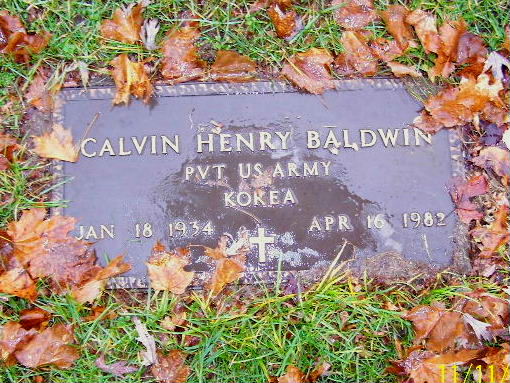 CALVIN HENRY BALDWIN
PVT US ARMY
KOREA
JAN 18 1934 APR 16 1982